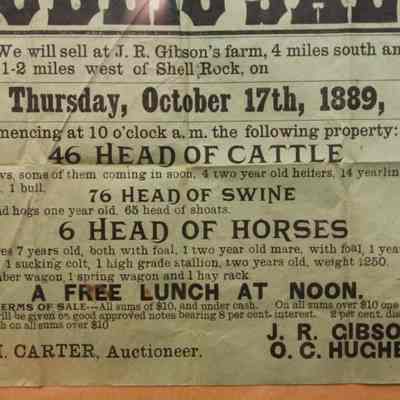 We will sell at J. R. Gibson's farm, 4 miles south an
1-2 miles west of Shell Rock, on
Thursday, October 17th, 1889,
mencing at 10 o'clock a. m. the following property:
46 HEAD OF CATTLE
ws, some of them coming in soon, 4 two year old heifers, 14 yearlin
1 bull.
76 HEAD OF SWINE
d hogs one year old, 65 head of shoats.
6 HEAD OF HORSES
es 7 years old, both with foal, 1 two year old mare, with foal, 1 yea
1 sucking colt, 1 high grade stallion, two years old, weight 1250.
ber wagon, 1 spring wagon and 1 hay rack
A FREE LUNCH AT NOON.
ERMS OF SALE—All sums of $10, and under cash. On all sums over $10 one
ill be given on good approved notes bearing 8 per cent. interest. 2 per cent. dis
h on all sums over $10
J. R. GIBSO
CARTER, Auctioneer.
O. C. HUGHE